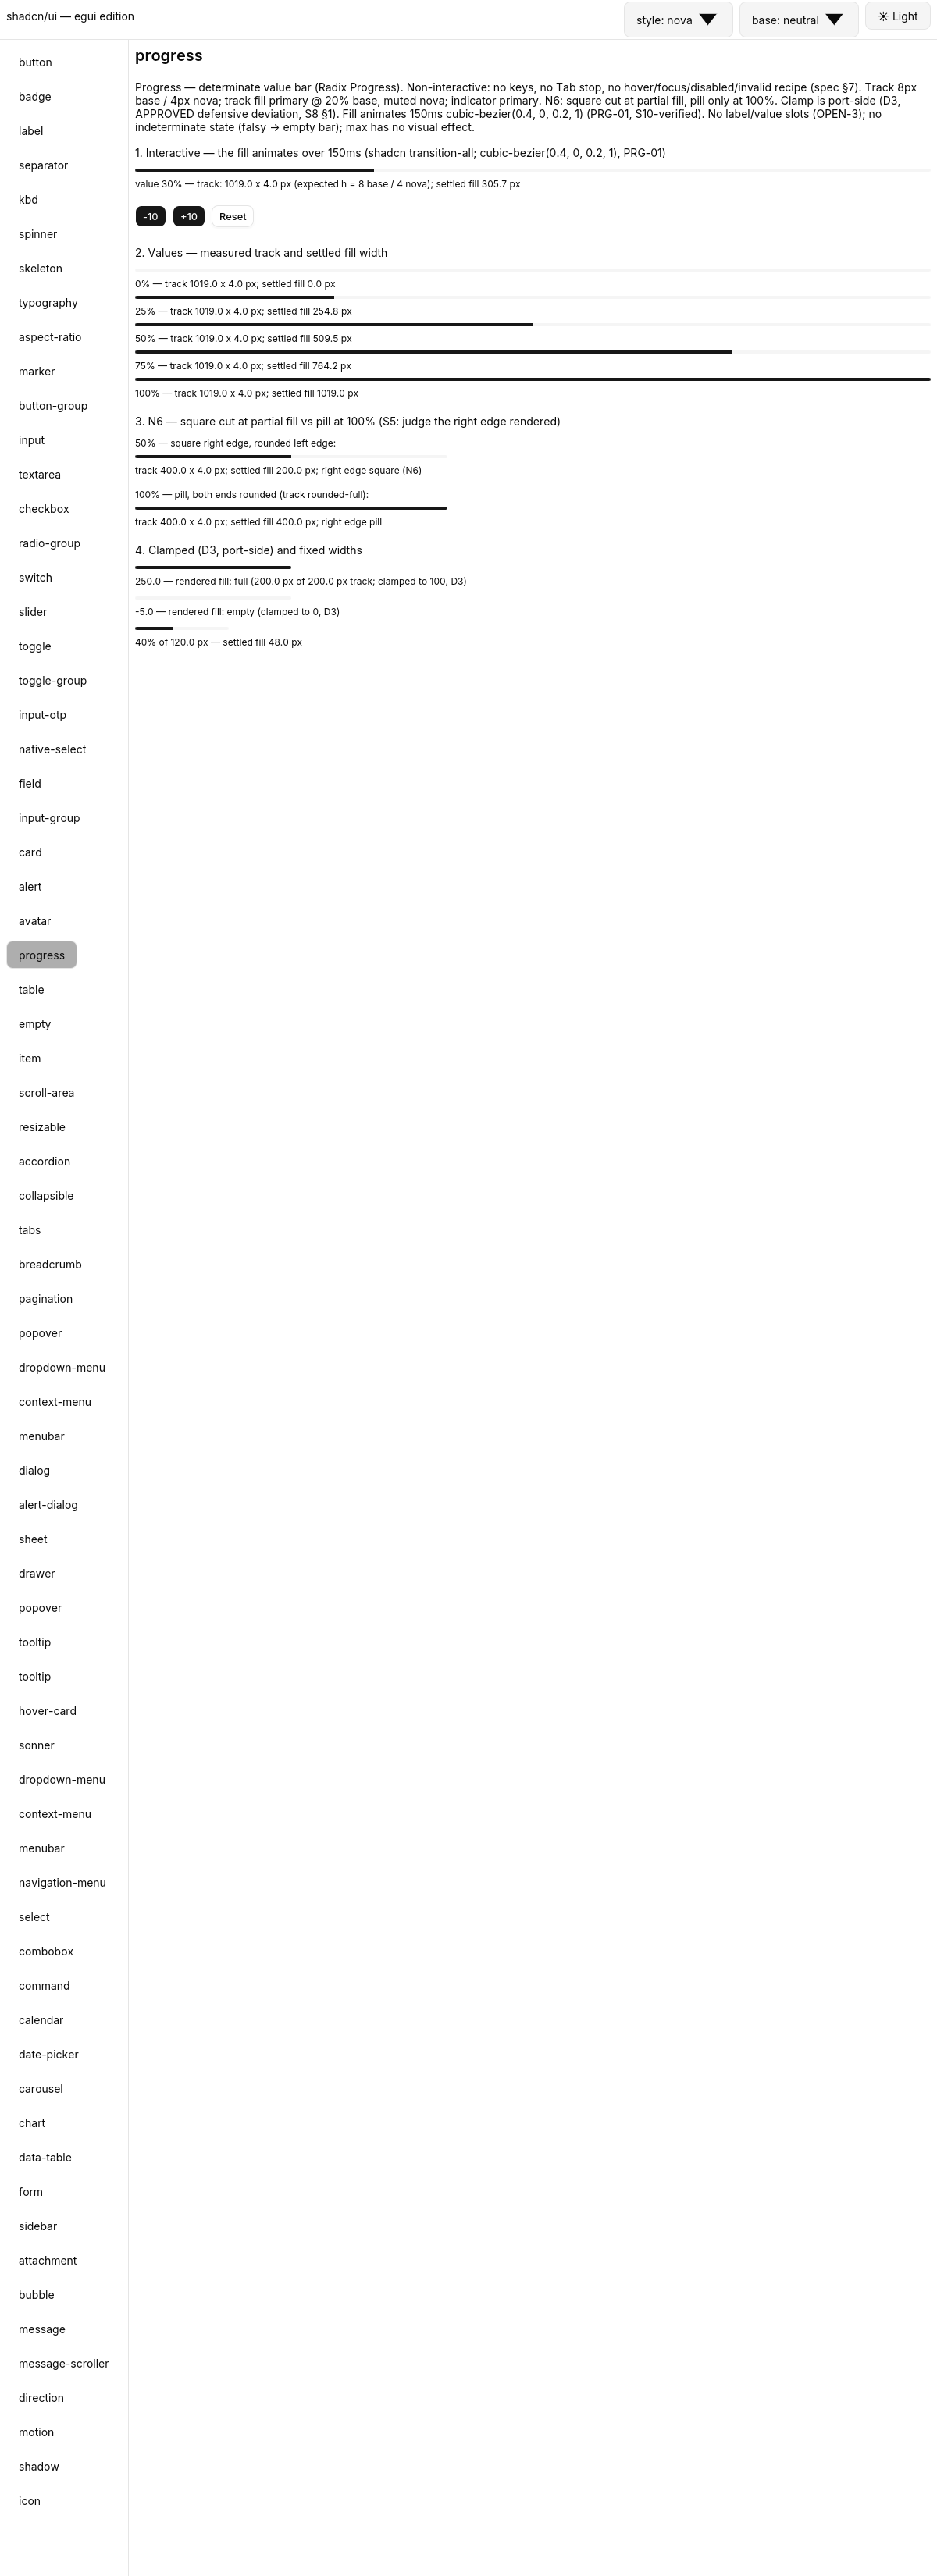 shadcn/ui — egui edition
style: nova
base: neutral
☀ Light
button
badge
label
separator
kbd
spinner
skeleton
typography
aspect-ratio
marker
button-group
input
textarea
checkbox
radio-group
switch
slider
toggle
toggle-group
input-otp
native-select
field
input-group
card
alert
avatar
progress
table
empty
item
scroll-area
resizable
accordion
collapsible
tabs
breadcrumb
pagination
popover
dropdown-menu
context-menu
menubar
dialog
alert-dialog
sheet
drawer
popover
tooltip
tooltip
hover-card
sonner
dropdown-menu
context-menu
menubar
navigation-menu
select
combobox
command
calendar
date-picker
carousel
chart
data-table
form
sidebar
attachment
bubble
message
message-scroller
direction
motion
shadow
icon
progress
Progress — determinate value bar (Radix Progress). Non-interactive: no keys, no Tab stop, no hover/focus/disabled/invalid recipe (spec §7). Track 8px
base / 4px nova; track fill primary @ 20% base, muted nova; indicator primary. N6: square cut at partial fill, pill only at 100%. Clamp is port-side (D3,
APPROVED defensive deviation, S8 §1). Fill animates 150ms cubic-bezier(0.4, 0, 0.2, 1) (PRG-01, S10-verified). No label/value slots (OPEN-3); no
indeterminate state (falsy → empty bar); max has no visual effect.
1. Interactive — the fill animates over 150ms (shadcn transition-all; cubic-bezier(0.4, 0, 0.2, 1), PRG-01)
value 30% — track: 1019.0 x 4.0 px (expected h = 8 base / 4 nova); settled fill 305.7 px
-10
+10
Reset
2. Values — measured track and settled fill width
0% — track 1019.0 x 4.0 px; settled fill 0.0 px
25% — track 1019.0 x 4.0 px; settled fill 254.8 px
50% — track 1019.0 x 4.0 px; settled fill 509.5 px
75% — track 1019.0 x 4.0 px; settled fill 764.2 px
100% — track 1019.0 x 4.0 px; settled fill 1019.0 px
3. N6 — square cut at partial fill vs pill at 100% (S5: judge the right edge rendered)
50% — square right edge, rounded left edge:
track 400.0 x 4.0 px; settled fill 200.0 px; right edge square (N6)
100% — pill, both ends rounded (track rounded-full):
track 400.0 x 4.0 px; settled fill 400.0 px; right edge pill
4. Clamped (D3, port-side) and fixed widths
250.0 — rendered fill: full (200.0 px of 200.0 px track; clamped to 100, D3)
-5.0 — rendered fill: empty (clamped to 0, D3)
40% of 120.0 px — settled fill 48.0 px